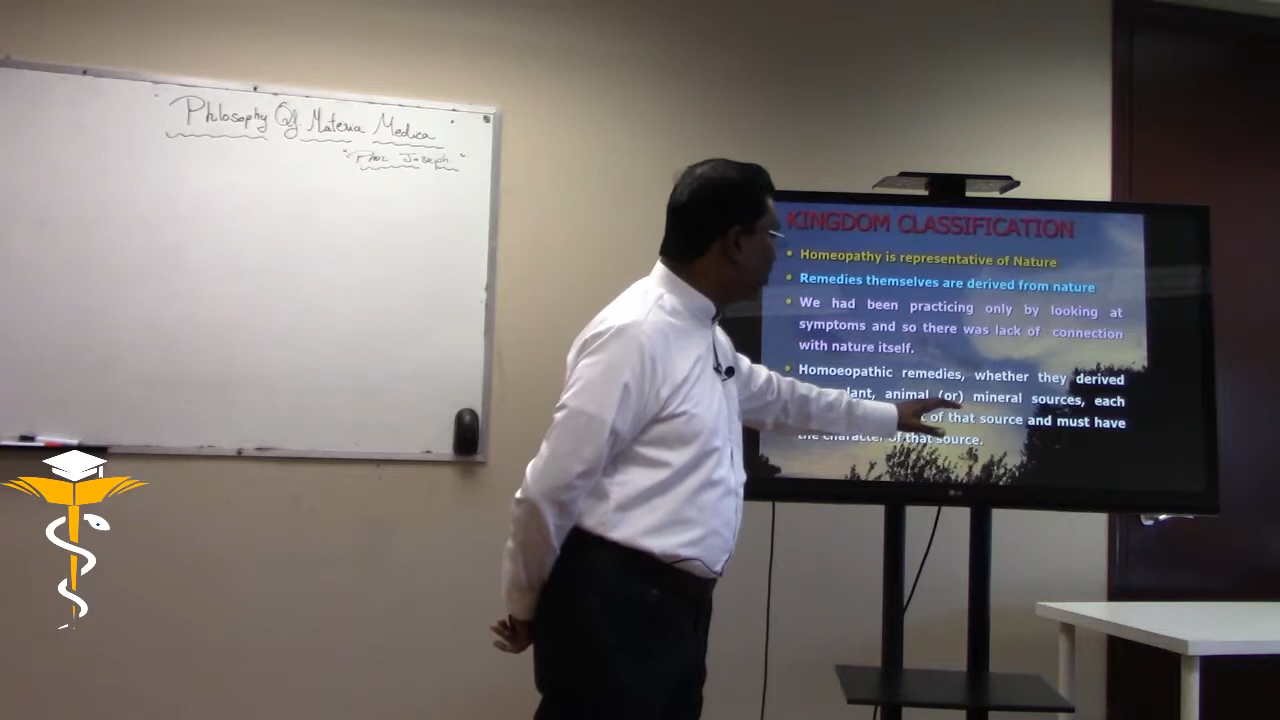 Philosophy Of Materia Medica
"Prof Joseph"
KINGDOM CLASSIFICATION
• Homeopathy is representative of Nature
• Remedies themselves are derived from nature
• We had been practicing only by looking at
symptoms and so there was lack of connection
with nature itself.
• Homoeopathic remedies, whether they derived
animal (or) mineral sources, each
of that source and must have
the character of that source.